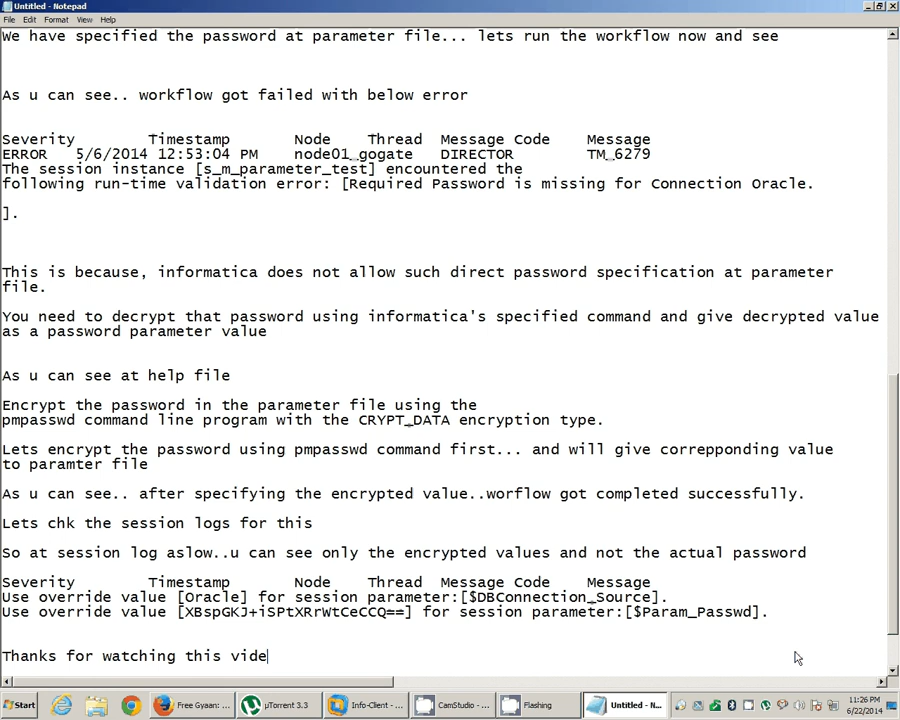 Untitled - Notepad
File Edit Format View Help
We have specified the password at parameter file... lets run the workflow now and see
As u can see.. workflow got failed with below error
Severity Timestamp Node Thread Message Code Message
ERROR 5/6/2014 12:53:04 PM node01_gogate DIRECTOR TM_6279
The session instance [s_m_parameter_test] encountered the
following run-time validation error: [Required Password is missing for Connection Oracle.
].
This is because, informatica does not allow such direct password specification at parameter
file.
You need to decrypt that password using informatica's specified command and give decrypted value
as a password parameter value
As u can see at help file
Encrypt the password in the parameter file using the
pmpasswd command line program with the CRYPT_DATA encryption type.
Lets encrypt the password using pmpasswd command first... and will give correpponding value
to paramter file
As u can see.. after specifying the encrypted value..worflow got completed successfully.
Lets chk the session logs for this
So at session log aslow..u can see only the encrypted values and not the actual password
Severity Timestamp Node Thread Message Code Message
Use override value [Oracle] for session parameter:[$DBConnection_Source].
Use override value [XBspGKJ+iSPtXRrWtCeCCQ==] for session parameter:[$Param_Passwd].
Thanks for watching this vide
Start Free Gyaan: ... µTorrent 3.3 Info-Client - ... CamStudio - ... Flashing Untitled - N... 11:26 PM
6/22/2014